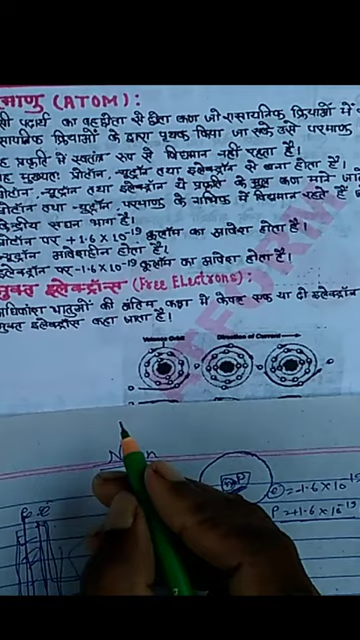 रमाणु (ATOM):
सी पदार्थ का वह छोटा से छोटा कण जो रासायनिक क्रियाओं में
सायनिक क्रियाओं के द्वारा पृथक किया जा सके उसे परमाणु
ह प्रकृति में स्वतंत्र रूप से विद्यमान नहीं रहता है।
ह मुख्यतः प्रोटॉन, न्यूट्रॉन तथा इलेक्ट्रॉन से बना होता है।
प्रोटॉन, न्यूट्रॉन तथा इलेक्ट्रॉन ये प्रकृति के मूल कण माने जाते
प्रोटॉन तथा न्यूट्रॉन, परमाणु के नाभिक में विद्यमान रहते हैं
केन्द्रीय सघन भाग है।
प्रोटॉन पर +1.6 × 10⁻¹⁹ कूलॉम का आवेश होता है।
न्यूट्रॉन आवेशहीन होता है।
इलेक्ट्रॉन पर -1.6 × 10⁻¹⁹ कूलॉम का आवेश होता है।
मुक्त इलेक्ट्रॉन्स (Free Electrons):
अधिकांश धातुओं की अंतिम कक्षा में केवल एक या दो इलेक्ट्रॉन
मुक्त इलेक्ट्रॉन्स कहा जाता है।
Valence Orbit Direction of Current
e = -1.6 × 10⁻¹⁹
P = +1.6 × 10⁻¹⁹